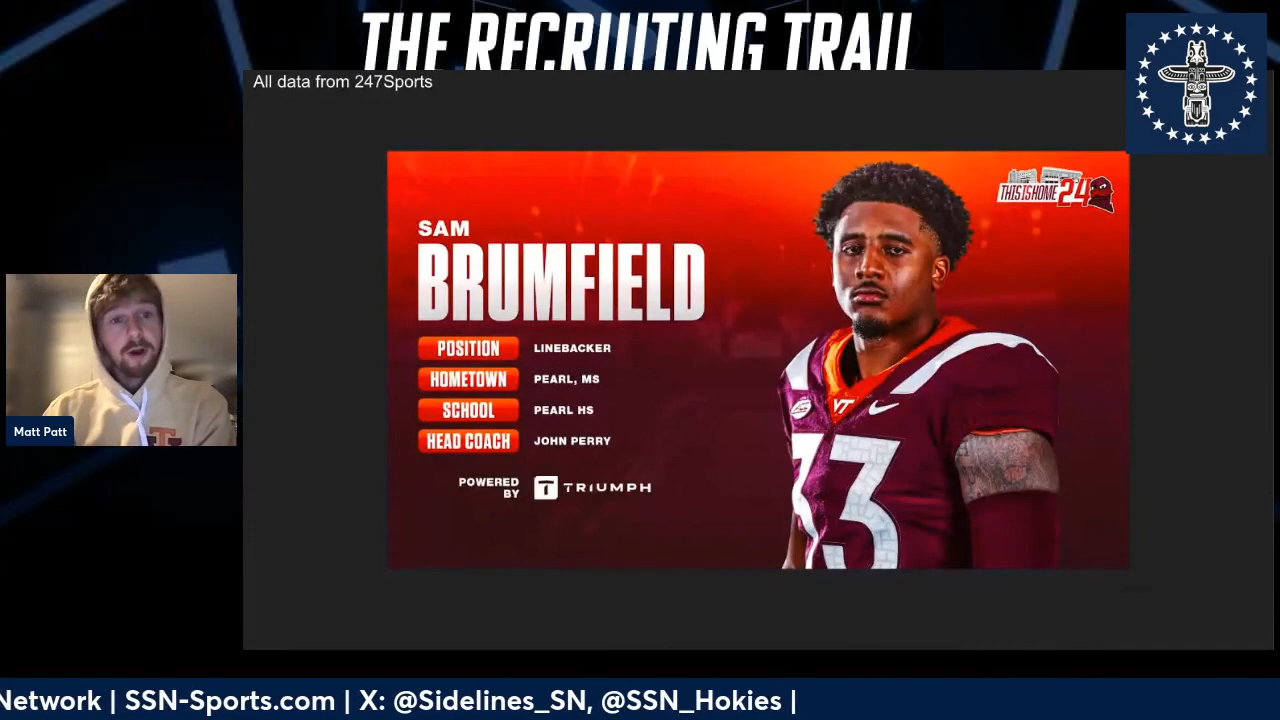 THE RECRUITING TRAIL
All data from 247Sports
THIS IS HOME 24
SAM
BRUMFIELD
POSITION LINEBACKER
HOMETOWN PEARL, MS
SCHOOL PEARL HS
HEAD COACH JOHN PERRY
POWERED
BY
T TRIUMPH
VT
33
Matt Patt
Network | SSN-Sports.com | X: @Sidelines_SN, @SSN_Hokies |